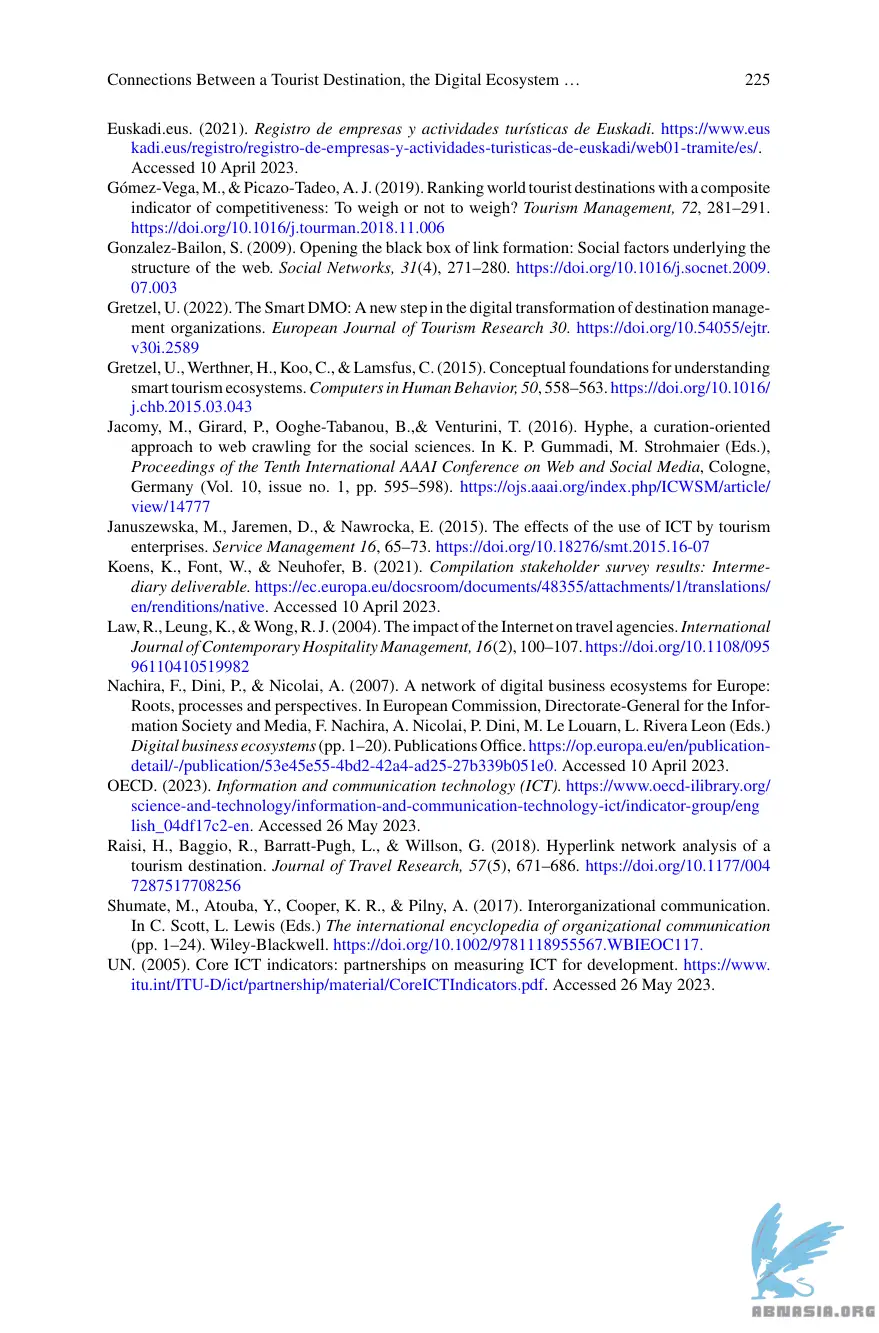 Connections Between a Tourist Destination, the Digital Ecosystem … 225
Euskadi.eus. (2021). Registro de empresas y actividades turísticas de Euskadi. https://www.eus
kadi.eus/registro/registro-de-empresas-y-actividades-turisticas-de-euskadi/web01-tramite/es/.
Accessed 10 April 2023.
Gómez-Vega, M., & Picazo-Tadeo, A. J. (2019). Ranking world tourist destinations with a composite
indicator of competitiveness: To weigh or not to weigh? Tourism Management, 72, 281–291.
https://doi.org/10.1016/j.tourman.2018.11.006
Gonzalez-Bailon, S. (2009). Opening the black box of link formation: Social factors underlying the
structure of the web. Social Networks, 31(4), 271–280. https://doi.org/10.1016/j.socnet.2009.
07.003
Gretzel, U. (2022). The Smart DMO: A new step in the digital transformation of destination manage-
ment organizations. European Journal of Tourism Research 30. https://doi.org/10.54055/ejtr.
v30i.2589
Gretzel, U., Werthner, H., Koo, C., & Lamsfus, C. (2015). Conceptual foundations for understanding
smart tourism ecosystems. Computers in Human Behavior, 50, 558–563. https://doi.org/10.1016/
j.chb.2015.03.043
Jacomy, M., Girard, P., Ooghe-Tabanou, B.,& Venturini, T. (2016). Hyphe, a curation-oriented
approach to web crawling for the social sciences. In K. P. Gummadi, M. Strohmaier (Eds.),
Proceedings of the Tenth International AAAI Conference on Web and Social Media, Cologne,
Germany (Vol. 10, issue no. 1, pp. 595–598). https://ojs.aaai.org/index.php/ICWSM/article/
view/14777
Januszewska, M., Jaremen, D., & Nawrocka, E. (2015). The effects of the use of ICT by tourism
enterprises. Service Management 16, 65–73. https://doi.org/10.18276/smt.2015.16-07
Koens, K., Font, W., & Neuhofer, B. (2021). Compilation stakeholder survey results: Interme-
diary deliverable. https://ec.europa.eu/docsroom/documents/48355/attachments/1/translations/
en/renditions/native. Accessed 10 April 2023.
Law, R., Leung, K., & Wong, R. J. (2004). The impact of the Internet on travel agencies. International
Journal of Contemporary Hospitality Management, 16(2), 100–107. https://doi.org/10.1108/095
96110410519982
Nachira, F., Dini, P., & Nicolai, A. (2007). A network of digital business ecosystems for Europe:
Roots, processes and perspectives. In European Commission, Directorate-General for the Infor-
mation Society and Media, F. Nachira, A. Nicolai, P. Dini, M. Le Louarn, L. Rivera Leon (Eds.)
Digital business ecosystems (pp. 1–20). Publications Office. https://op.europa.eu/en/publication-
detail/-/publication/53e45e55-4bd2-42a4-ad25-27b339b051e0. Accessed 10 April 2023.
OECD. (2023). Information and communication technology (ICT). https://www.oecd-ilibrary.org/
science-and-technology/information-and-communication-technology-ict/indicator-group/eng
lish_04df17c2-en. Accessed 26 May 2023.
Raisi, H., Baggio, R., Barratt-Pugh, L., & Willson, G. (2018). Hyperlink network analysis of a
tourism destination. Journal of Travel Research, 57(5), 671–686. https://doi.org/10.1177/004
7287517708256
Shumate, M., Atouba, Y., Cooper, K. R., & Pilny, A. (2017). Interorganizational communication.
In C. Scott, L. Lewis (Eds.) The international encyclopedia of organizational communication
(pp. 1–24). Wiley-Blackwell. https://doi.org/10.1002/9781118955567.WBIEOC117.
UN. (2005). Core ICT indicators: partnerships on measuring ICT for development. https://www.
itu.int/ITU-D/ict/partnership/material/CoreICTIndicators.pdf. Accessed 26 May 2023.
ABNASIA.ORG